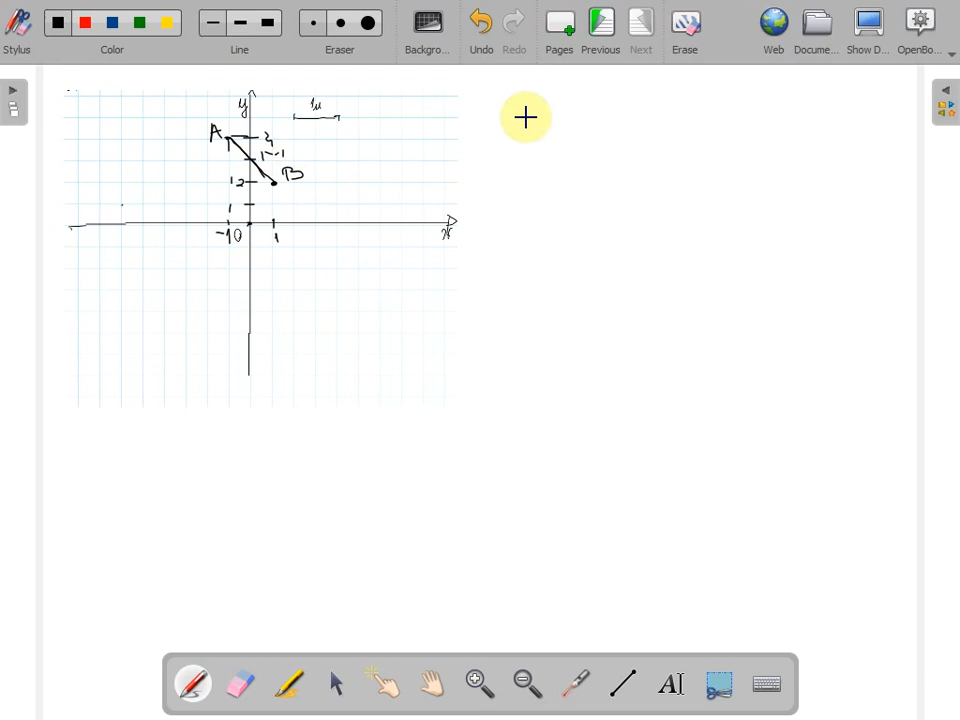 Stylus Color Line Eraser Backgro... Undo Redo Pages Previous Next Erase Web Docume... Show D... OpenBo...
y
A
B
2
1
-1 0
1
x
A